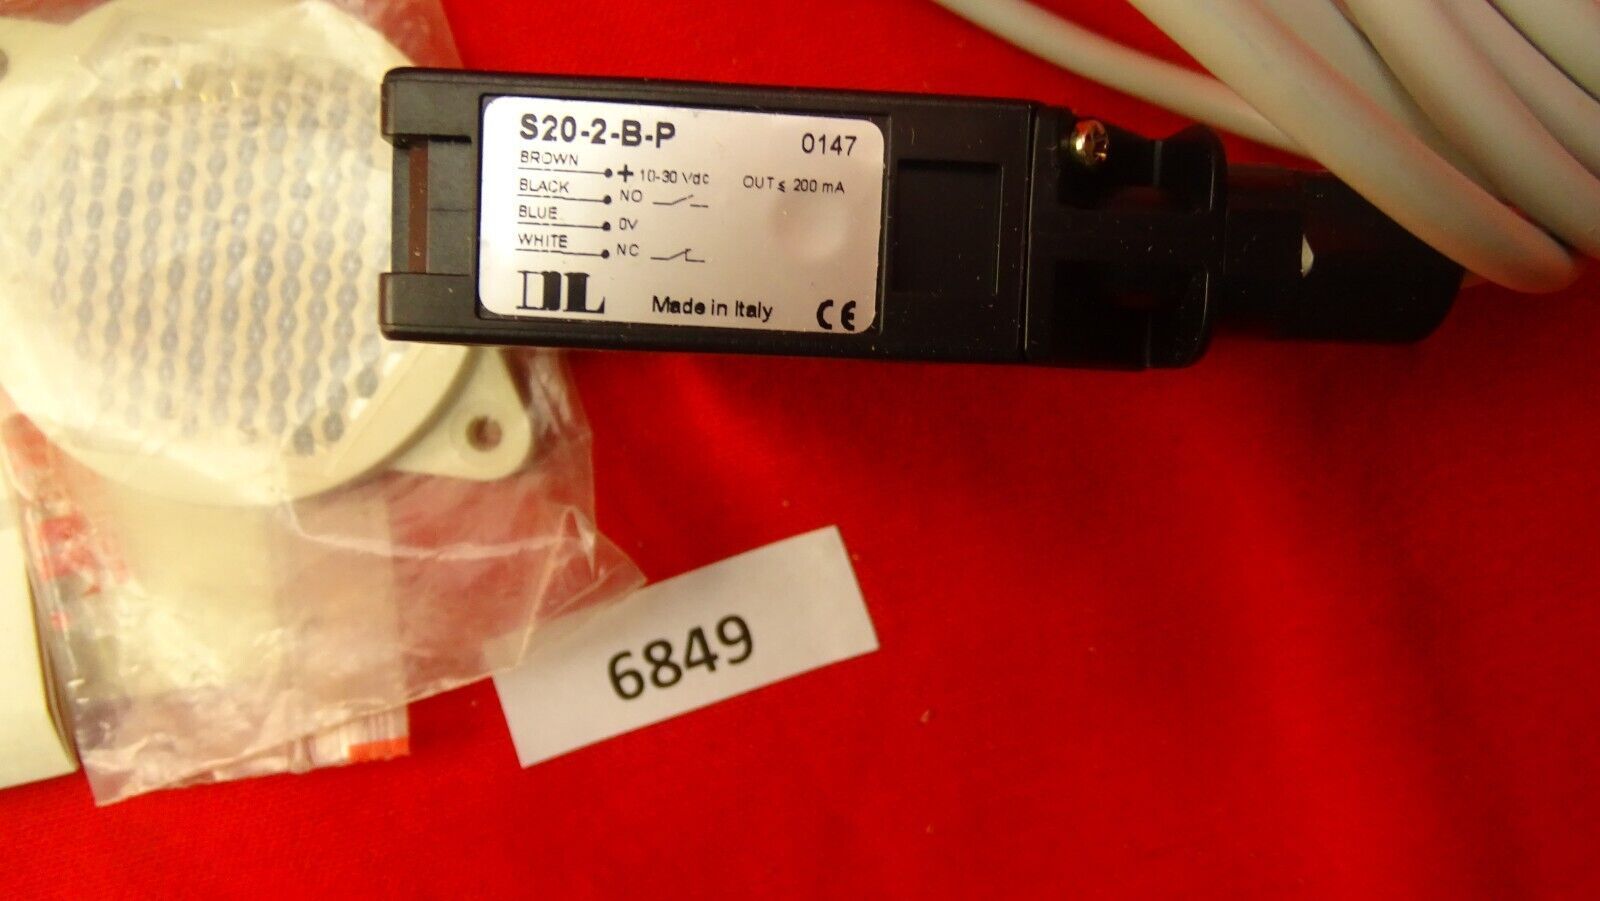 S20-2-B-P 0147
BROWN + 10-30 Vdc OUT ≤ 200 mA
BLACK NO
BLUE 0V
WHITE NC
Made in Italy CE
6849